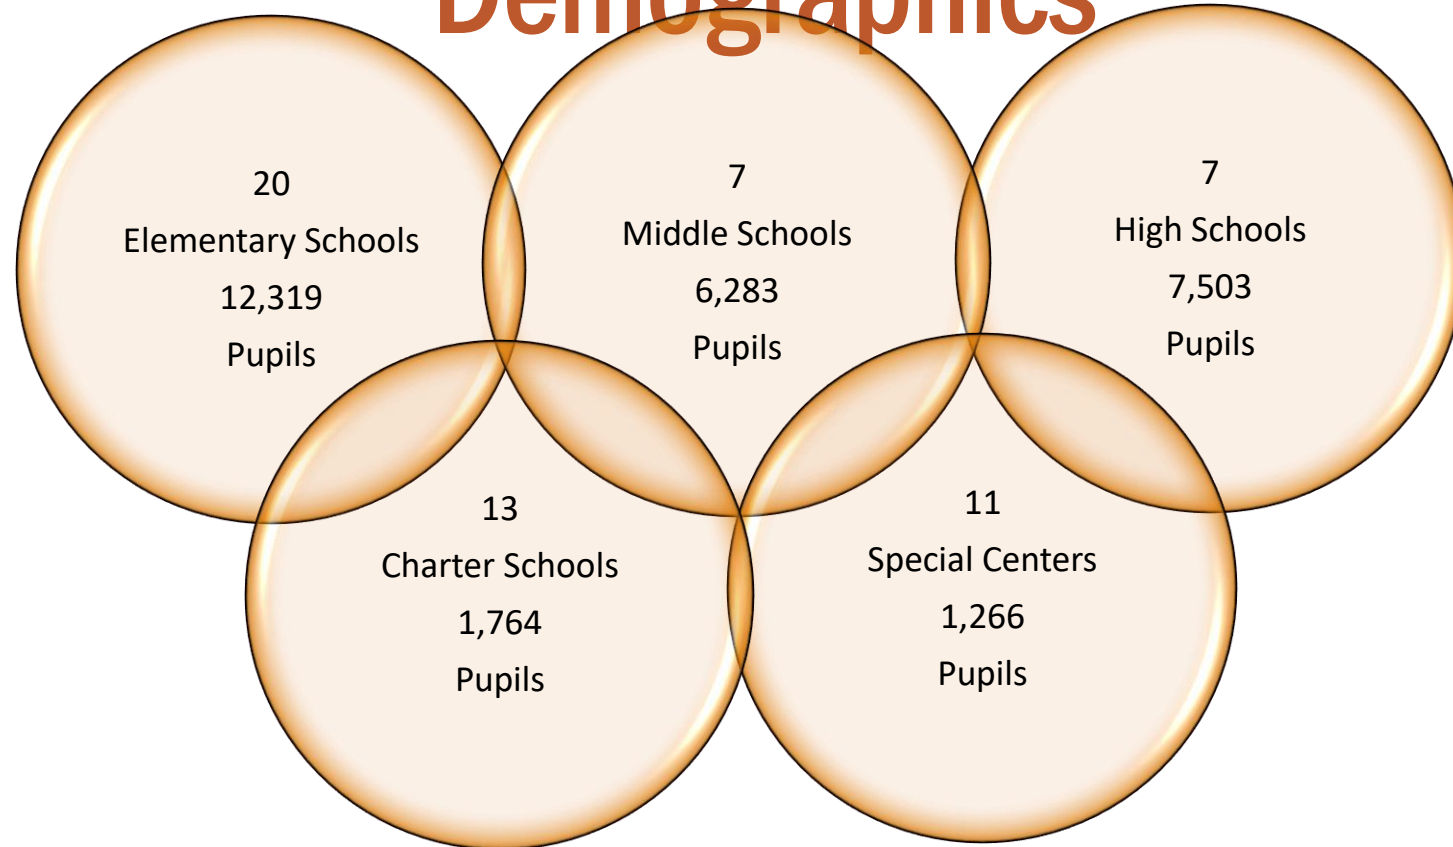 Demographics
20
Elementary Schools
12,319
Pupils
7
Middle Schools
6,283
Pupils
7
High Schools
7,503
Pupils
13
Charter Schools
1,764
Pupils
11
Special Centers
1,266
Pupils